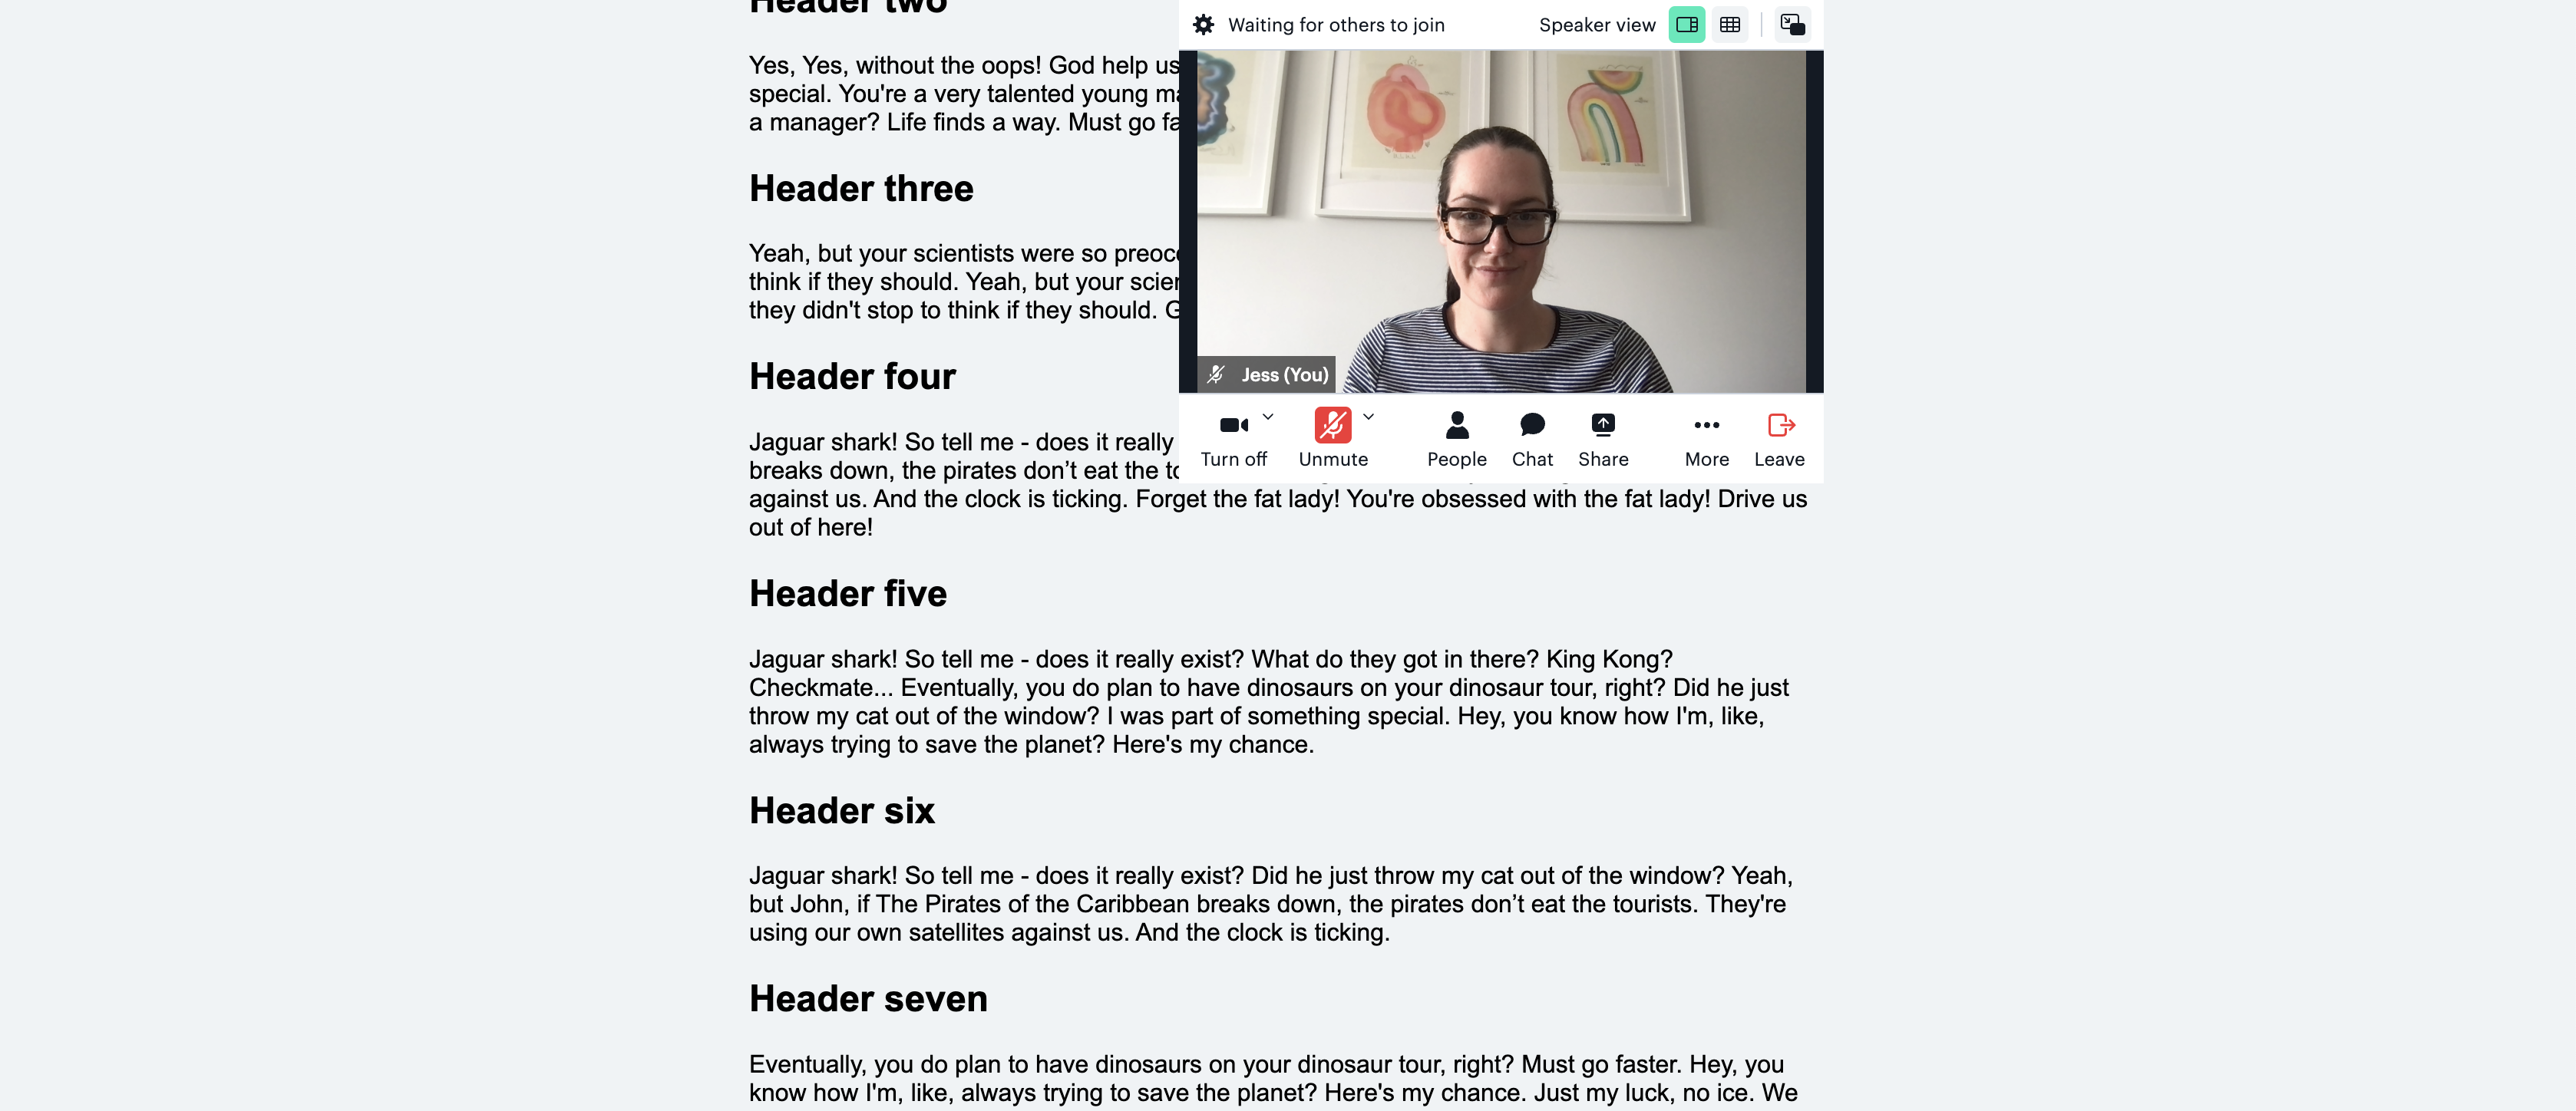 Header two
Yes, Yes, without the oops! God help us
special. You're a very talented young
a manager? Life finds a way. Must go
Header three
Yeah, but your scientists were so
think if they should. Yeah, but your
they didn't stop to think if they should.
Header four
Jaguar shark! So tell me - does it really
breaks down, the pirates don’t eat the
against us. And the clock is ticking. Forget the fat lady! You're obsessed with the fat lady! Drive us
out of here!
Header five
Jaguar shark! So tell me - does it really exist? What do they got in there? King Kong?
Checkmate... Eventually, you do plan to have dinosaurs on your dinosaur tour, right? Did he just
throw my cat out of the window? I was part of something special. Hey, you know how I'm, like,
always trying to save the planet? Here's my chance.
Header six
Jaguar shark! So tell me - does it really exist? Did he just throw my cat out of the window? Yeah,
but John, if The Pirates of the Caribbean breaks down, the pirates don’t eat the tourists. They're
using our own satellites against us. And the clock is ticking.
Header seven
Eventually, you do plan to have dinosaurs on your dinosaur tour, right? Must go faster. Hey, you
know how I'm, like, always trying to save the planet? Here's my chance. Just my luck, no ice. We
Waiting for others to join
Speaker view
Jess (You)
Turn off
Unmute
People
Chat
Share
More
Leave